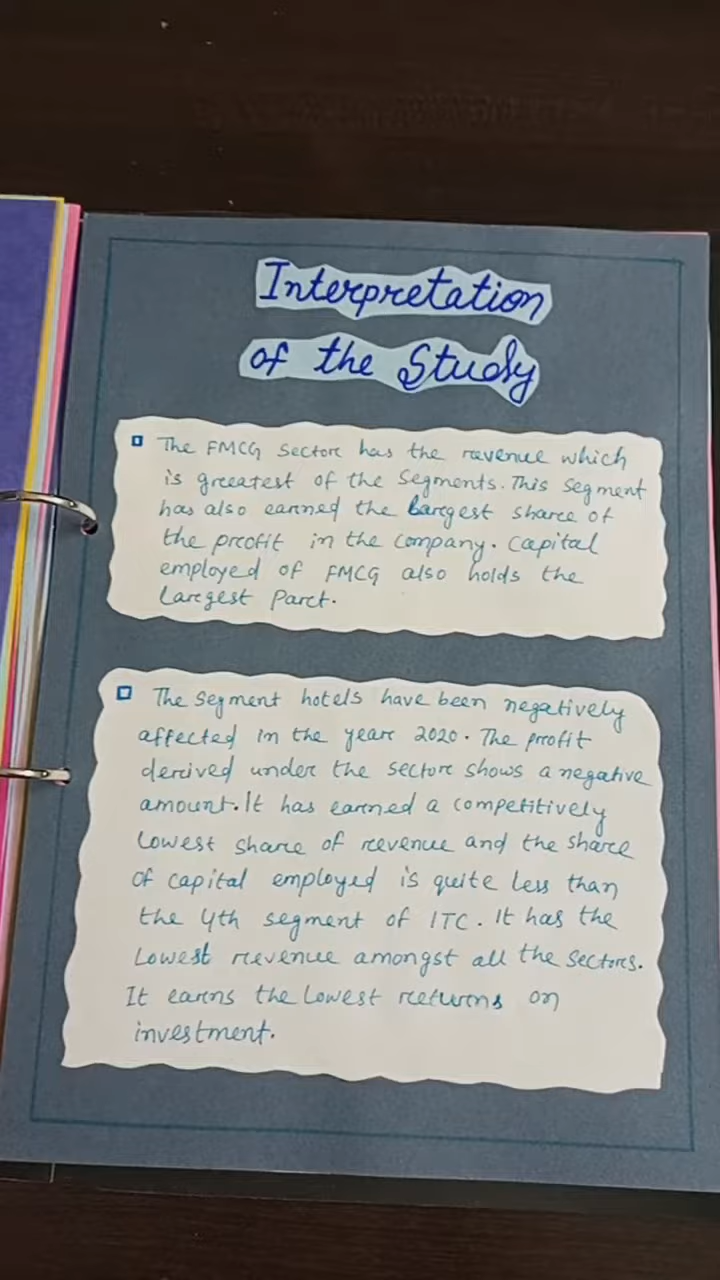 Interpretation
of the Study
The FMCG Sector has the revenue which
is greatest of the Segments. This Segment
has also earned the Largest share of
the profit in the company. Capital
employed of FMCG also holds the
Largest Part.
The Segment hotels have been negatively
affected in the year 2020. The profit
derived under the sector shows a negative
amount. It has earned a competitively
Lowest share of revenue and the share
of capital employed is quite less than
the 4th segment of ITC. It has the
Lowest revenue amongst all the sectors.
It earns the Lowest returns on
investment.